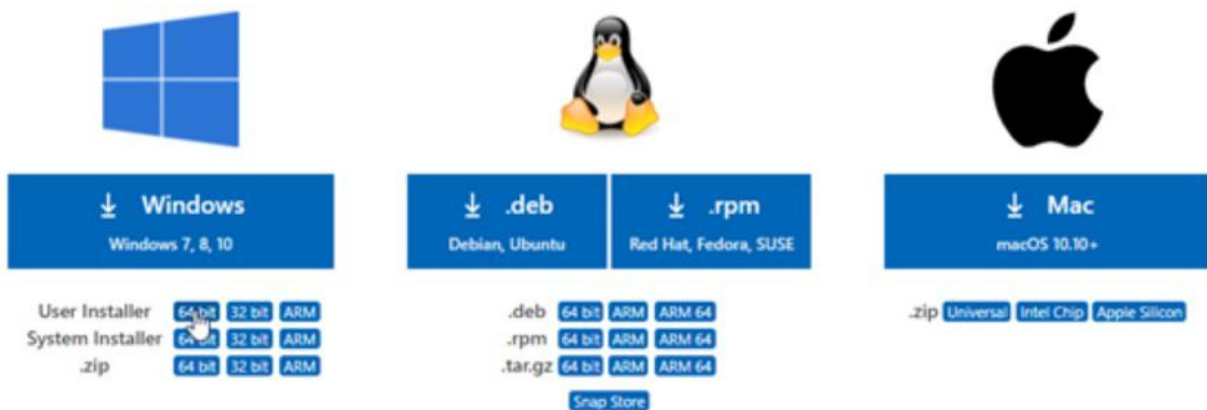 Windows
Windows 7, 8, 10
User Installer 64 bit 32 bit ARM
System Installer 64 bit 32 bit ARM
.zip 64 bit 32 bit ARM
.deb
Debian, Ubuntu
.rpm
Red Hat, Fedora, SUSE
.deb 64 bit ARM ARM 64
.rpm 64 bit ARM ARM 64
.tar.gz 64 bit ARM ARM 64
Snap Store
Mac
macOS 10.10+
.zip Universal Intel Chip Apple Silicon